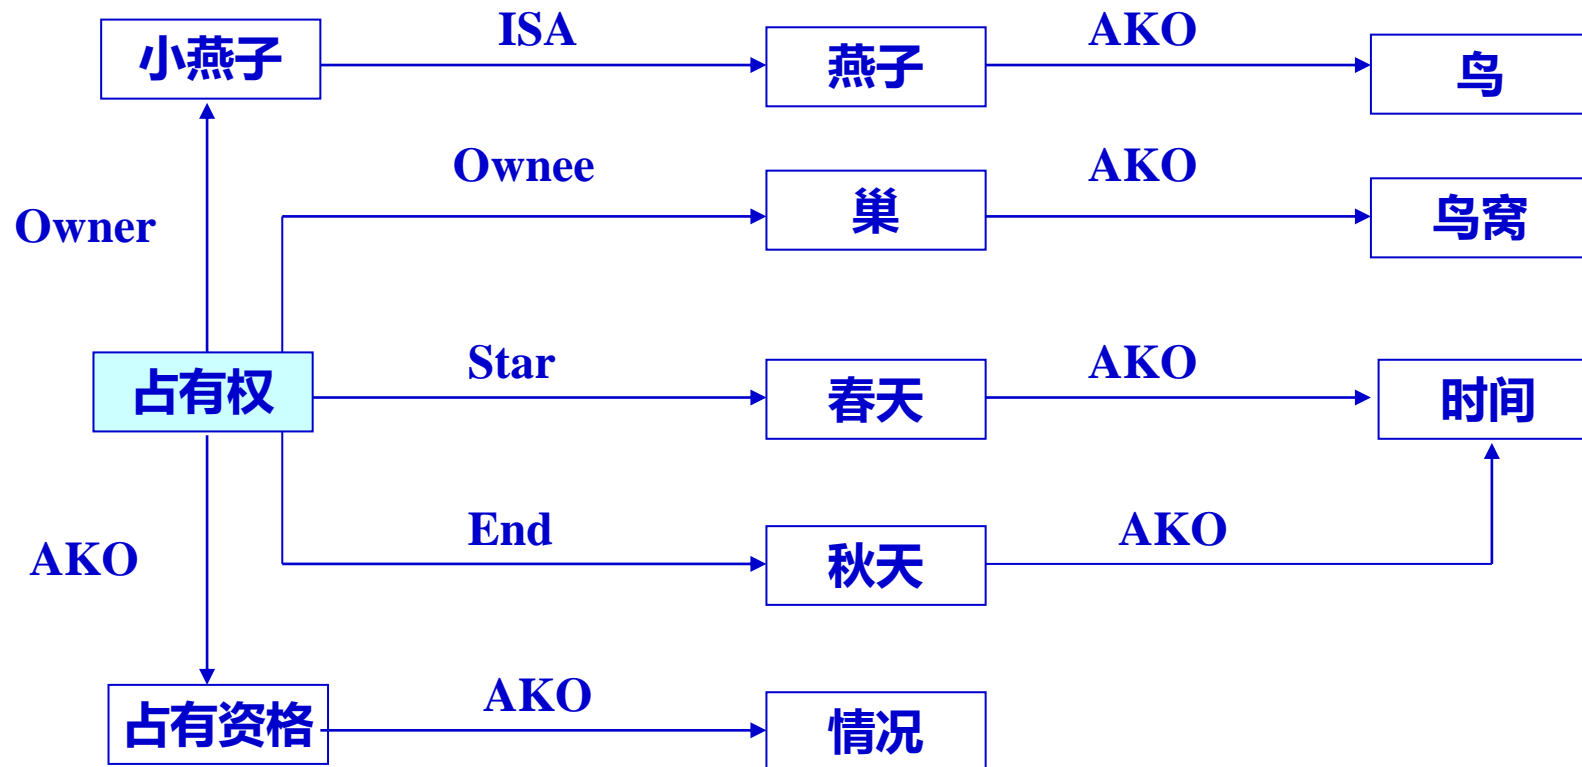 ISA
AKO
小燕子
燕子
鸟
Ownee
AKO
Owner
巢
鸟窝
Star
AKO
占有权
春天
时间
End
AKO
AKO
秋天
AKO
占有资格
情况